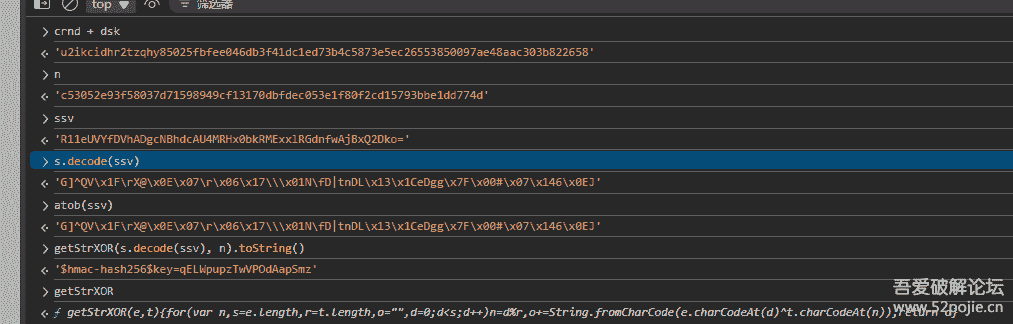 top ▼ 筛选器
> crnd + dsk
< 'u2ikcidhr2tzqhy85025fbfee046db3f41dc1ed73b4c5873e5ec26553850097ae48aac303b822658'
> n
< 'c53052e93f58037d71598949cf13170dbfdec053e1f80f2cd15793bbe1dd774d'
> ssv
< 'R11eUVYfDVhADgcNBhdcAU4MRHx0bkRMExxlRGdnfwAjBxQ2Dko='
> s.decode(ssv)
< 'G]^QV\x1F\rX@\x0E\x07\r\x06\x17\\\x01N\fD|tnDL\x13\x1CeDgg\x7F\x00#\x07\x146\x0EJ'
> atob(ssv)
< 'G]^QV\x1F\rX@\x0E\x07\r\x06\x17\\\x01N\fD|tnDL\x13\x1CeDgg\x7F\x00#\x07\x146\x0EJ'
> getStrXOR(s.decode(ssv), n).toString()
< '$hmac-hash256$key=qELWpupzTwVPOdAapSmz'
> getStrXOR
< ƒ getStrXOR(e,t){for(var n,s=e.length,r=t.length,o="",d=0;d<s;d++)n=d%r,o+=String.fromCharCode(e.charCodeAt(d)^t.charCodeAt(n));return o}
吾爱破解论坛
www.52pojie.cn